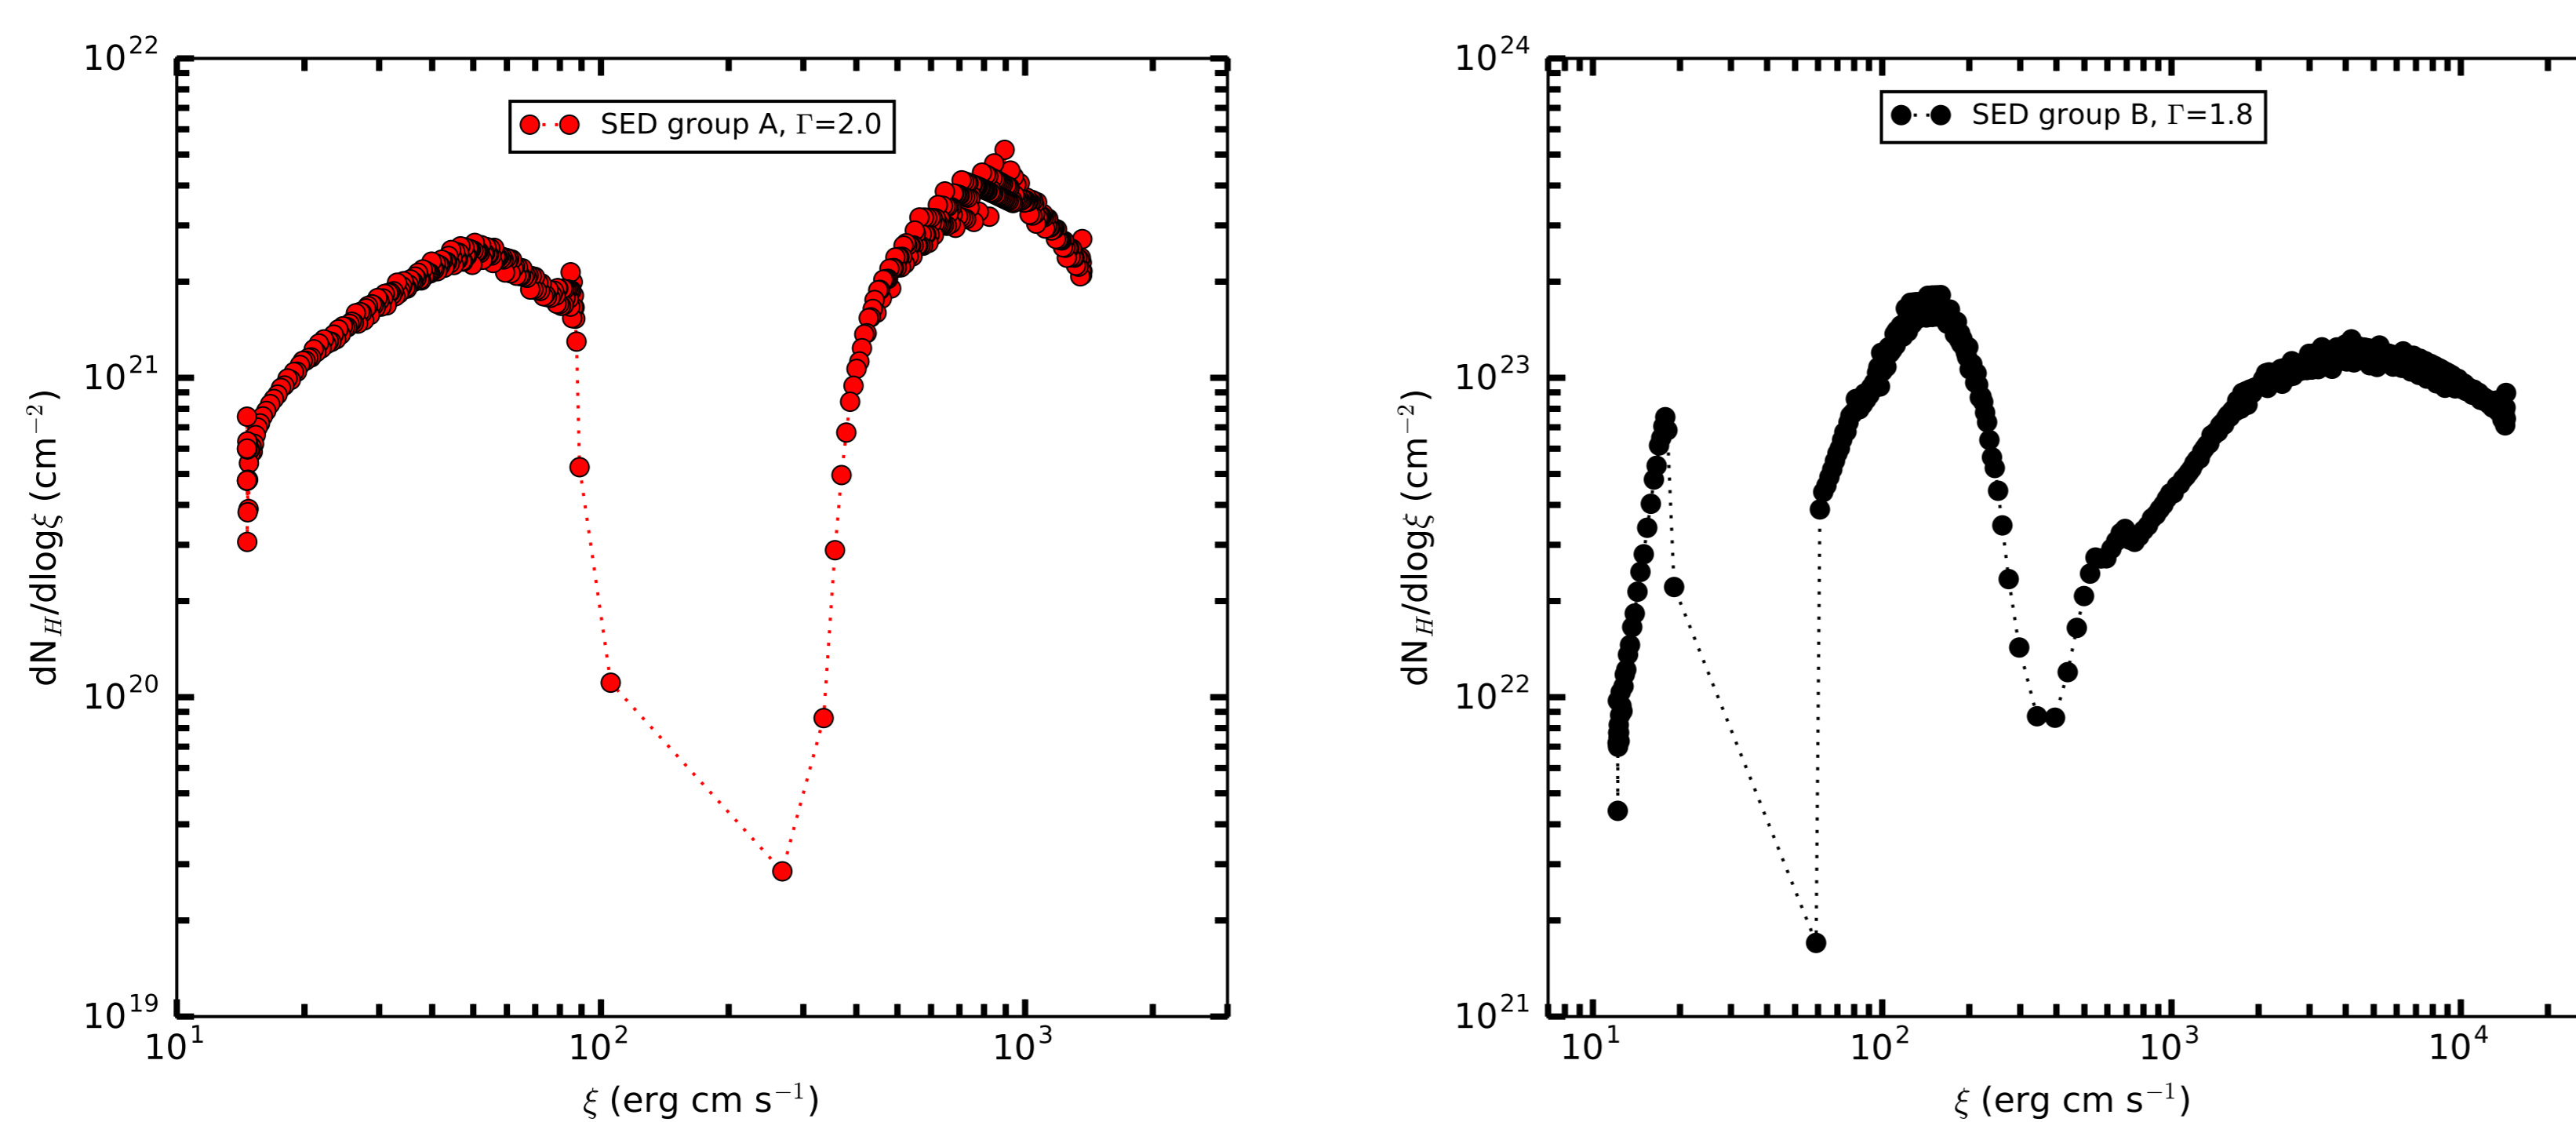 10^22
10^21
10^20
10^19
dN_H/dlogξ (cm^−2)
SED group A, Γ=2.0
10^1 10^2 10^3
ξ (erg cm s^−1)
10^24
10^23
10^22
10^21
dN_H/dlogξ (cm^−2)
SED group B, Γ=1.8
10^1 10^2 10^3 10^4
ξ (erg cm s^−1)